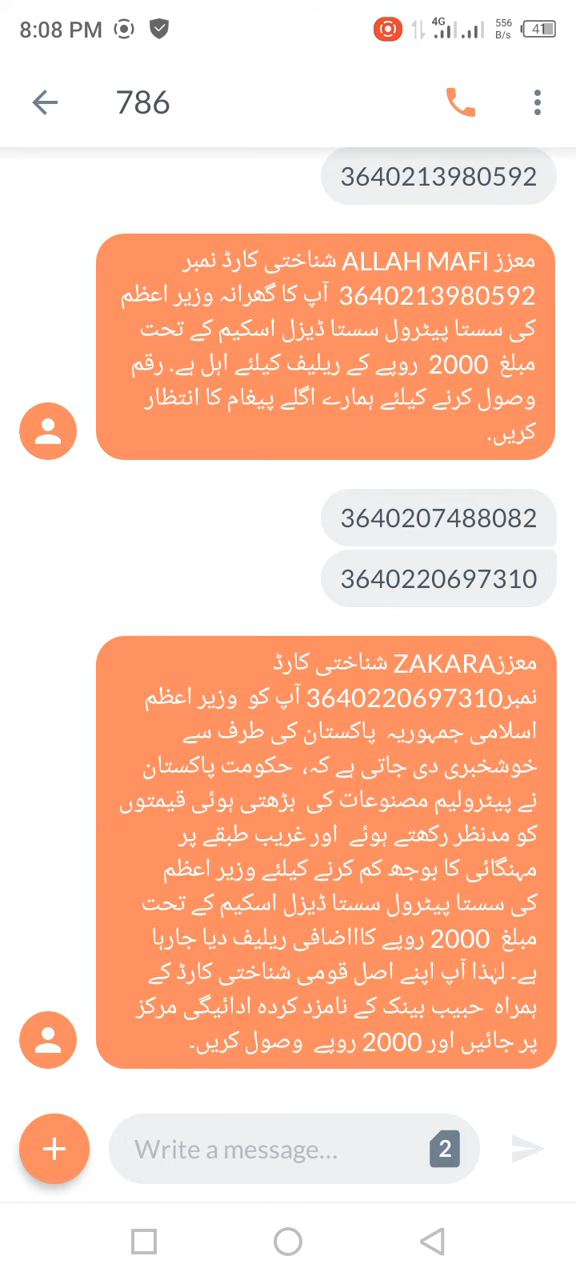 8:08 PM
4G
556
B/s
41
786
3640213980592
معزز ALLAH MAFI شناختی کارڈ نمبر
3640213980592 آپ کا گھرانہ وزیر اعظم
کی سستا پیٹرول سستا ڈیزل اسکیم کے تحت
مبلغ 2000 روپے کے ریلیف کیلئے اہل ہے. رقم
وصول کرنے کیلئے ہمارے اگلے پیغام کا انتظار
کریں.
3640207488082
3640220697310
معززZAKARA شناختی کارڈ
نمبر3640220697310 آپ کو وزیر اعظم
اسلامی جمہوریہ پاکستان کی طرف سے
خوشخبری دی جاتی ہے کہ، حکومت پاکستان
نے پیٹرولیم مصنوعات کی بڑھتی ہوئی قیمتوں
کو مدنظر رکھتے ہوئے اور غریب طبقے پر
مہنگائی کا بوجھ کم کرنے کیلئے وزیر اعظم
کی سستا پیٹرول سستا ڈیزل اسکیم کے تحت
مبلغ 2000 روپے کااضافی ریلیف دیا جارہا
ہے۔ لہٰذا آپ اپنے اصل قومی شناختی کارڈ کے
ہمراہ حبیب بینک کے نامزد کردہ ادائیگی مرکز
پر جائیں اور 2000 روپے وصول کریں۔
Write a message...
2